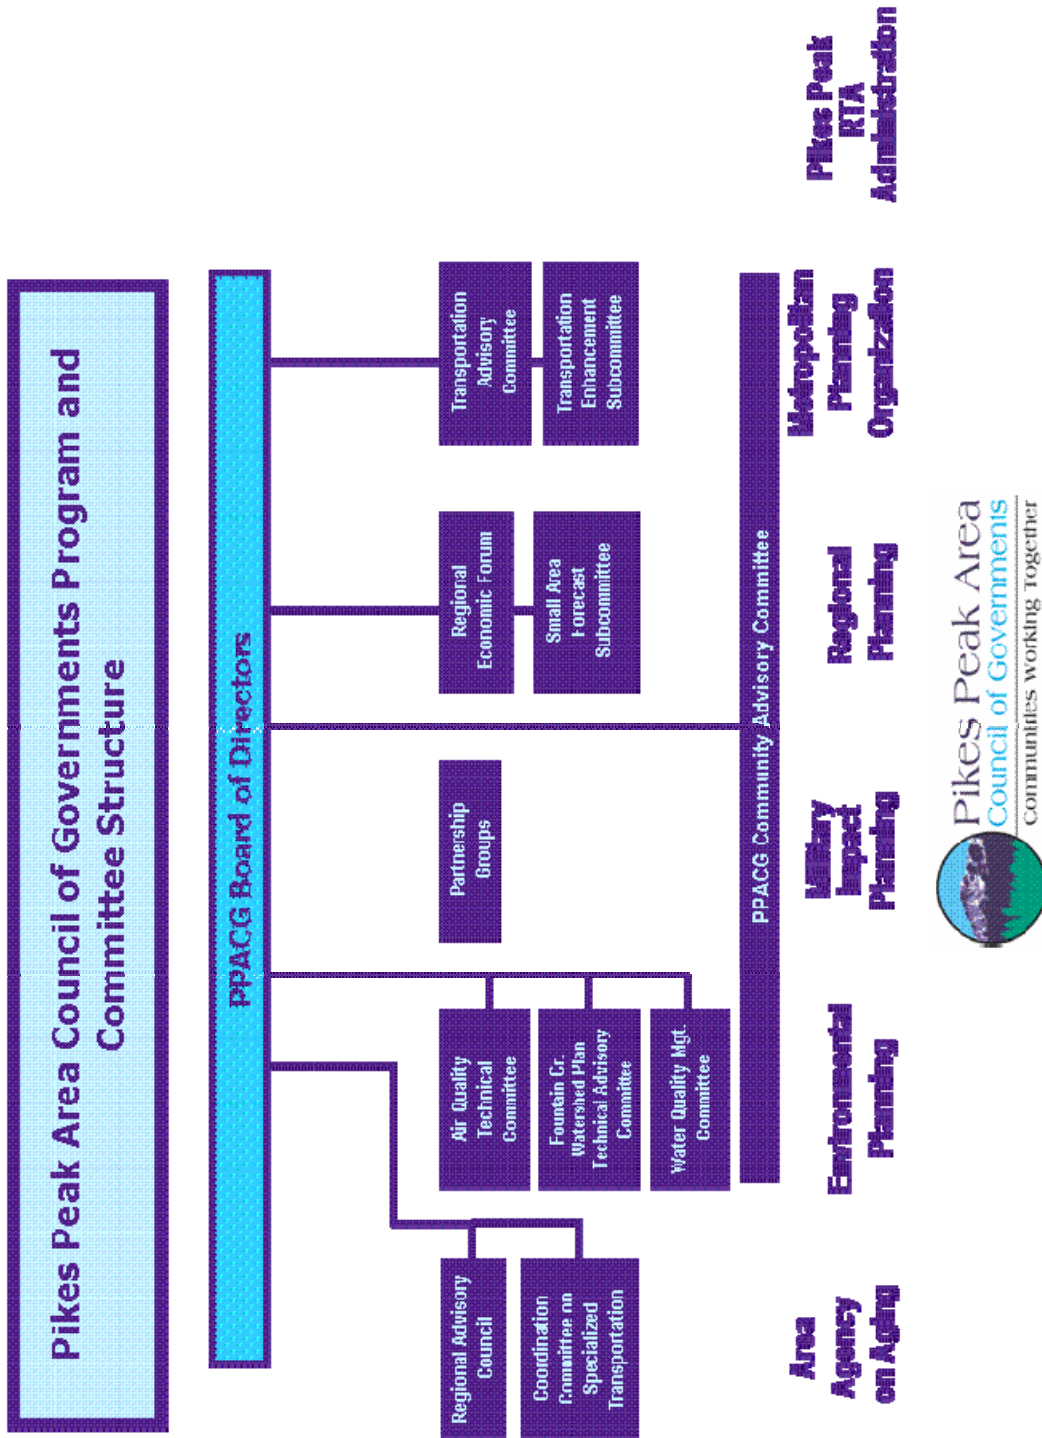 Pikes Peak Area Council of Governments Program and
Committee Structure
PPACG Board of Directors
Regional Advisory
Council
Coordination
Committee on
Specialized
Transportation
Air Quality
Technical
Committee
Fountain Cr.
Watershed Plan
Technical Advisory
Committee
Water Quality Mgt.
Committee
Partnership
Groups
Regional
Economic Forum
Small Area
Forecast
Subcommittee
Transportation
Advisory
Committee
Transportation
Enhancement
Subcommittee
PPACG Community Advisory Committee
Area
Agency
on Aging
Environmental
Planning
Military
Impact
Planning
Regional
Planning
Metropolitan
Planning
Organization
Pikes Peak
RTA
Administration
Pikes Peak Area
Council of Governments
Communities Working Together